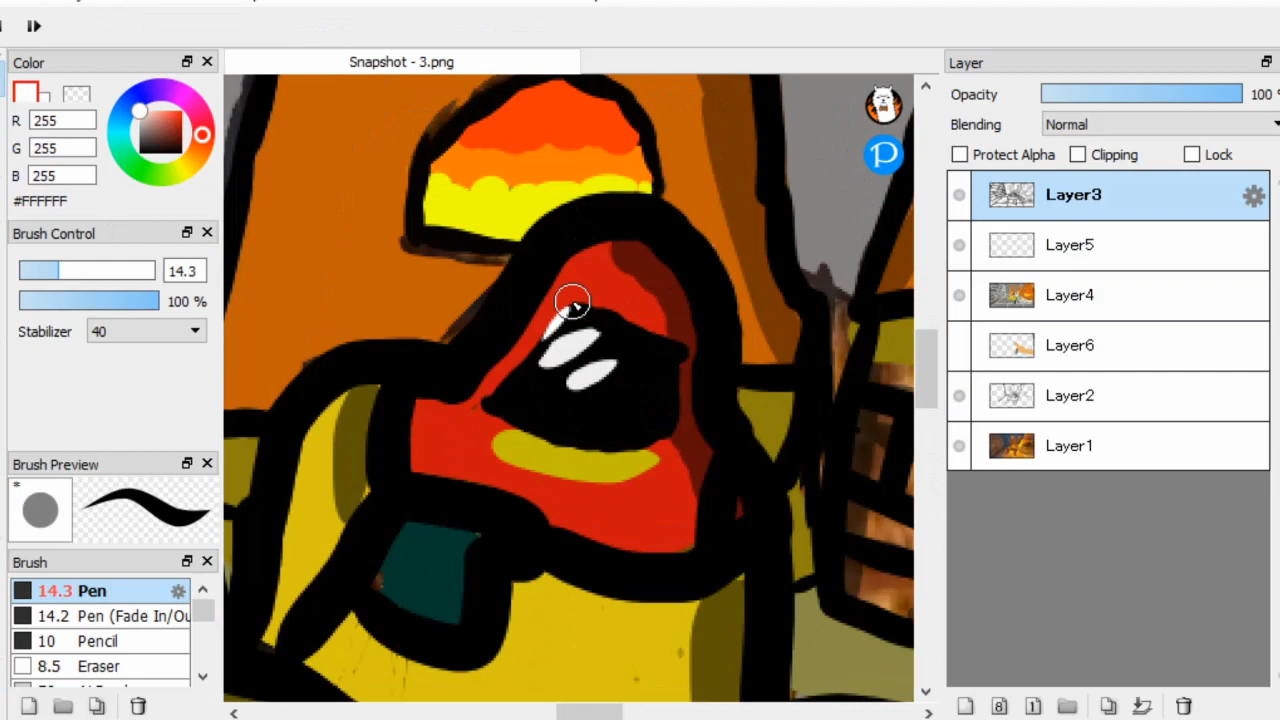 Color
Snapshot - 3.png
Layer
R 255
G 255
B 255
#FFFFFF
Opacity 100 %
Blending Normal
Protect Alpha Clipping Lock
Brush Control
14.3
100 %
Stabilizer 40
Layer3
Layer5
Layer4
Layer6
Layer2
Layer1
Brush Preview
*
Brush
14.3 Pen
14.2 Pen (Fade In/Ou
10 Pencil
8.5 Eraser
P
8
1